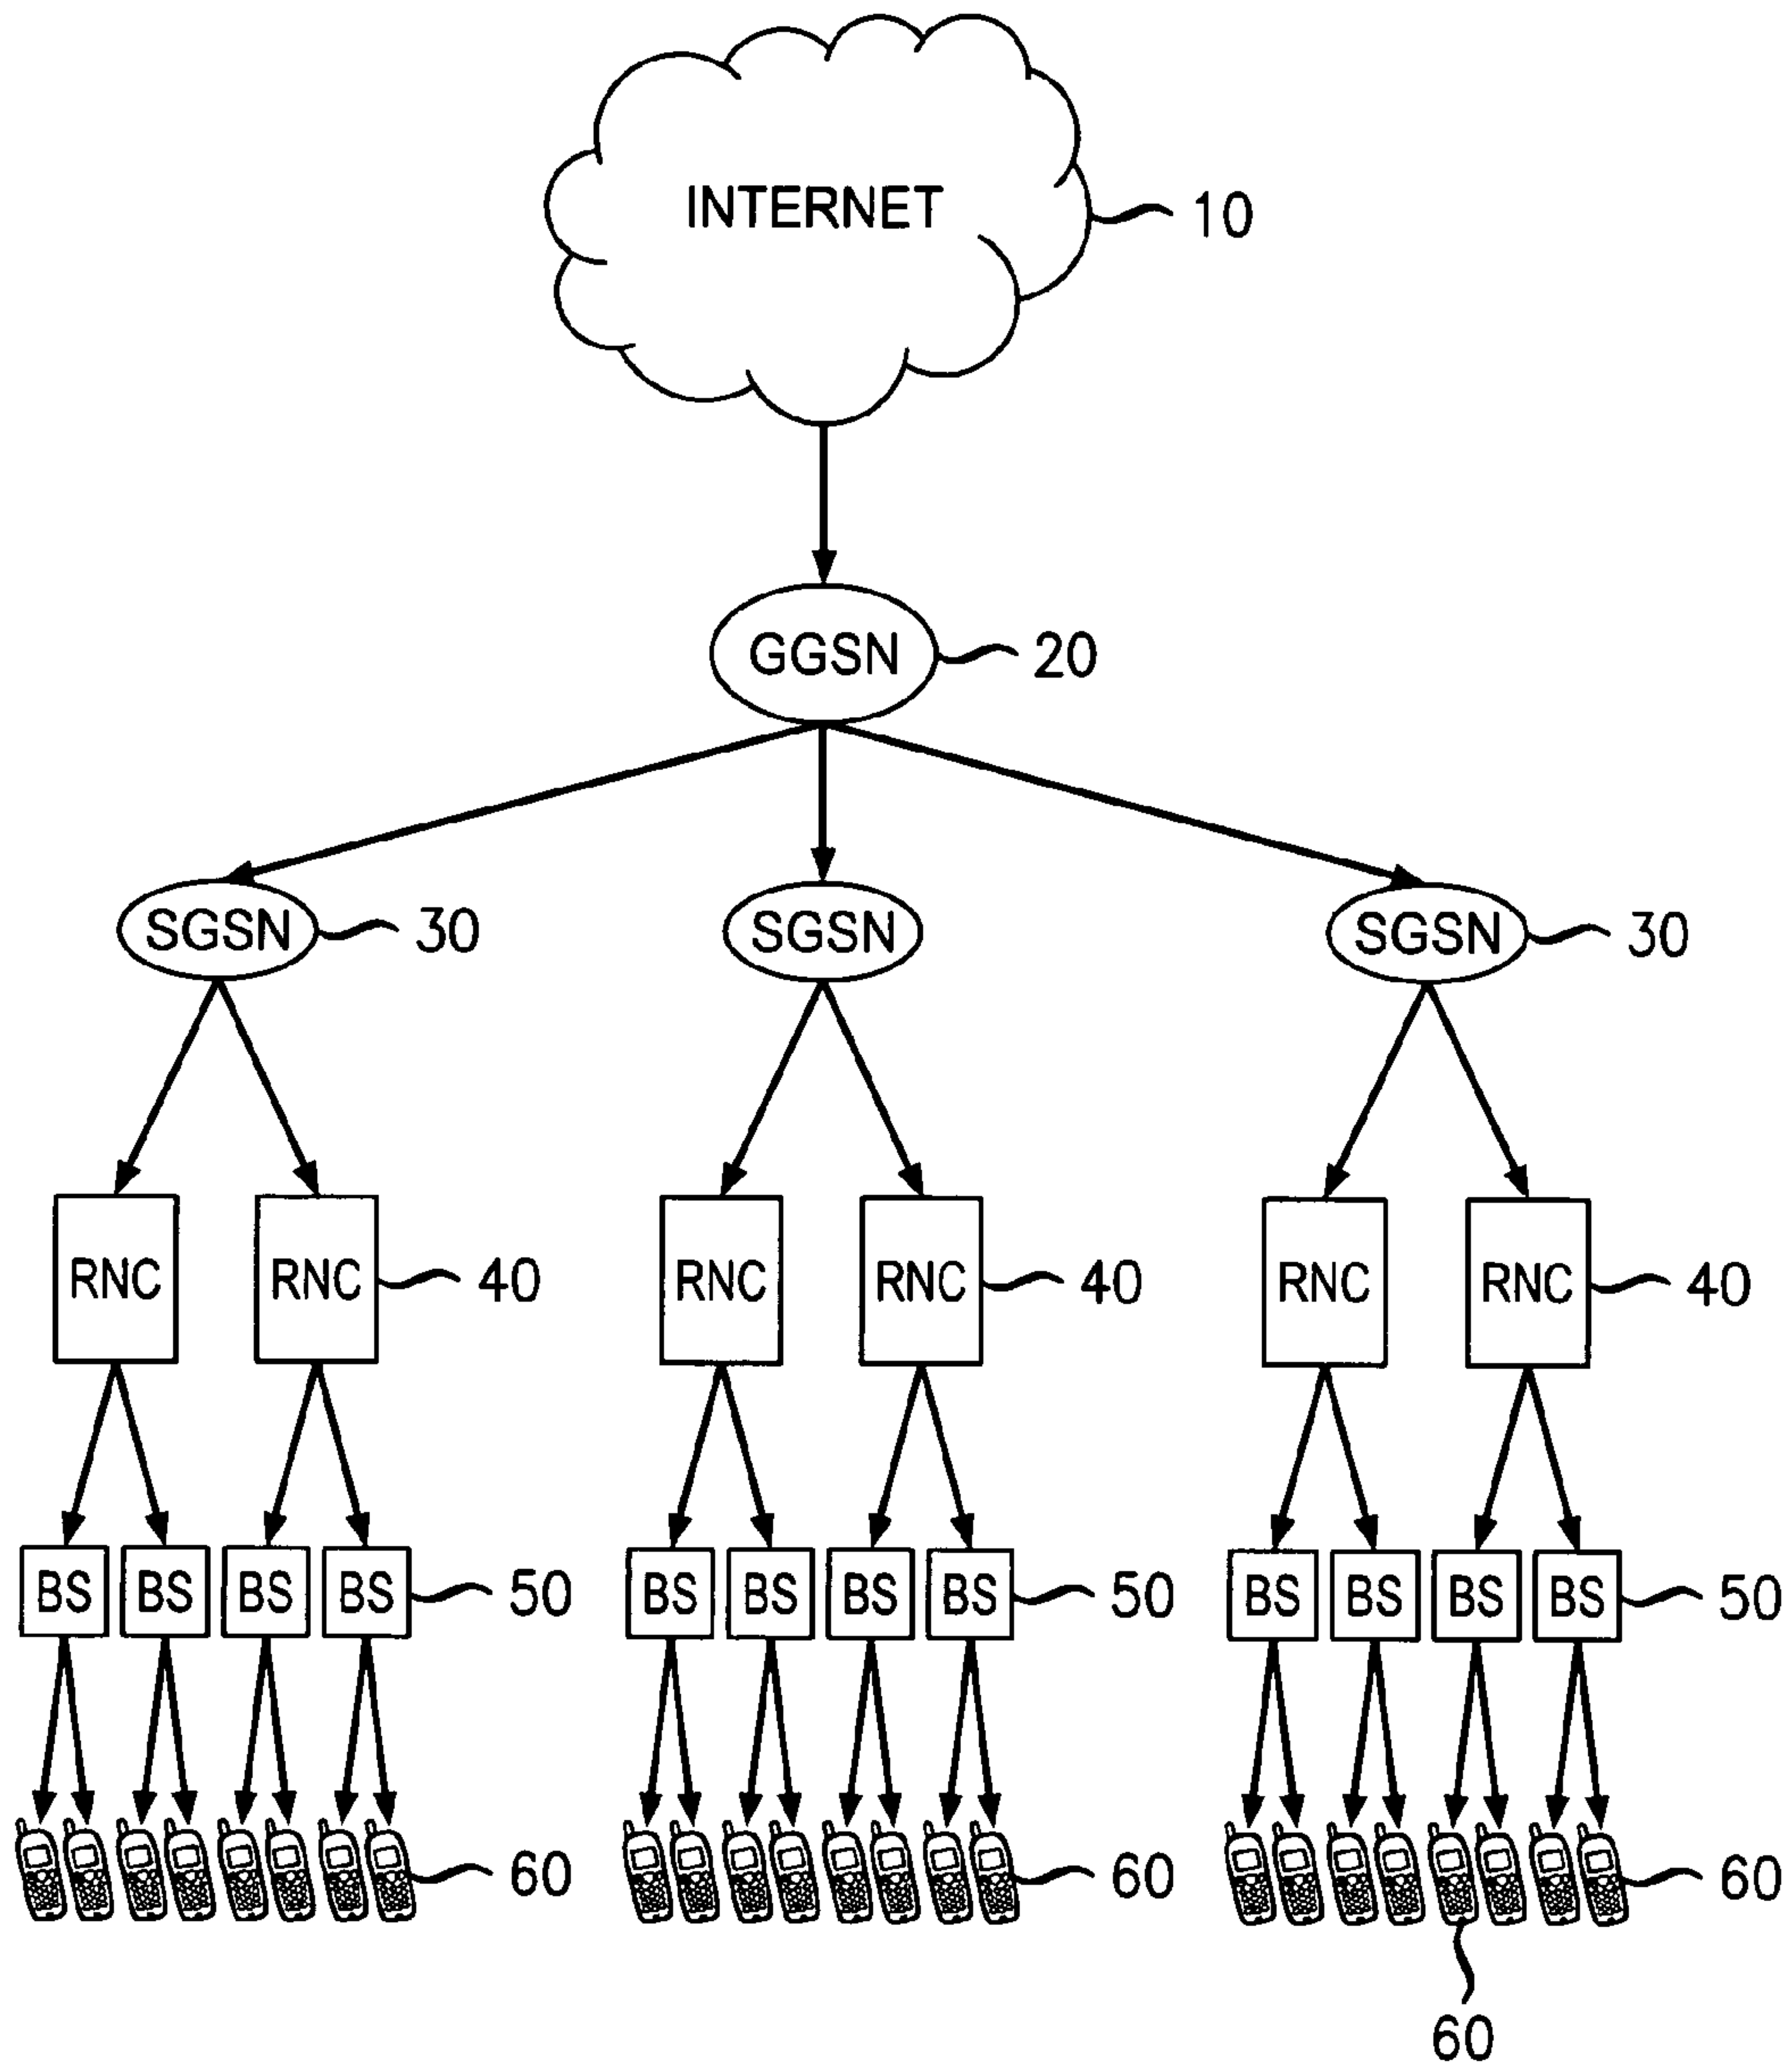 INTERNET 10
GGSN 20
SGSN 30 SGSN SGSN 30
RNC RNC 40 RNC RNC 40 RNC RNC 40
BS BS BS BS 50 BS BS BS BS 50 BS BS BS BS 50
60 60 60
60